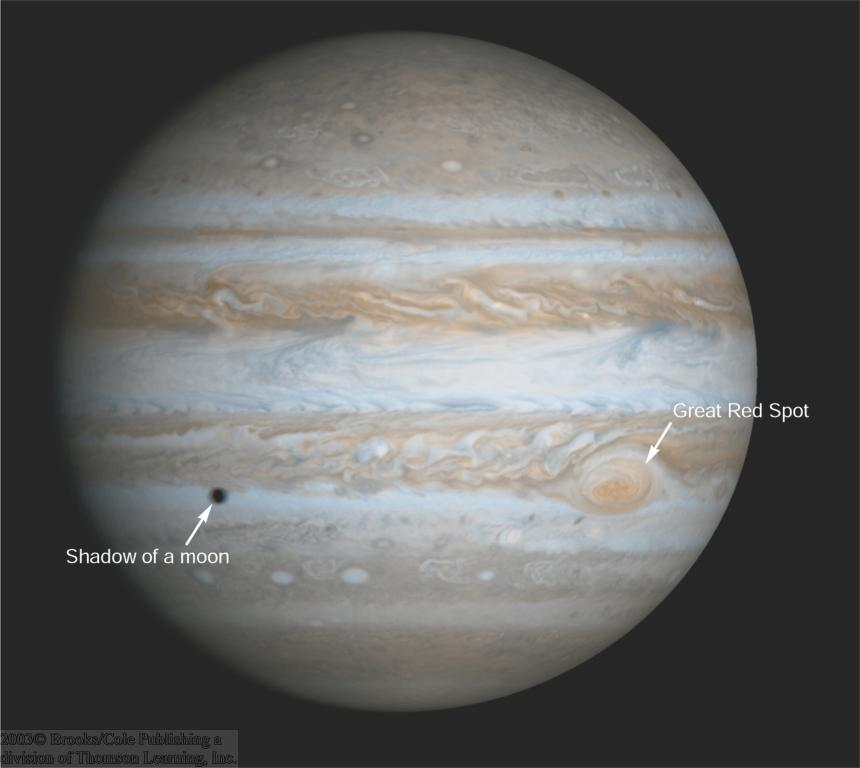 Great Red Spot
Shadow of a moon
2003© Brooks/Cole Publishing a
division of Thomson Learning, Inc.